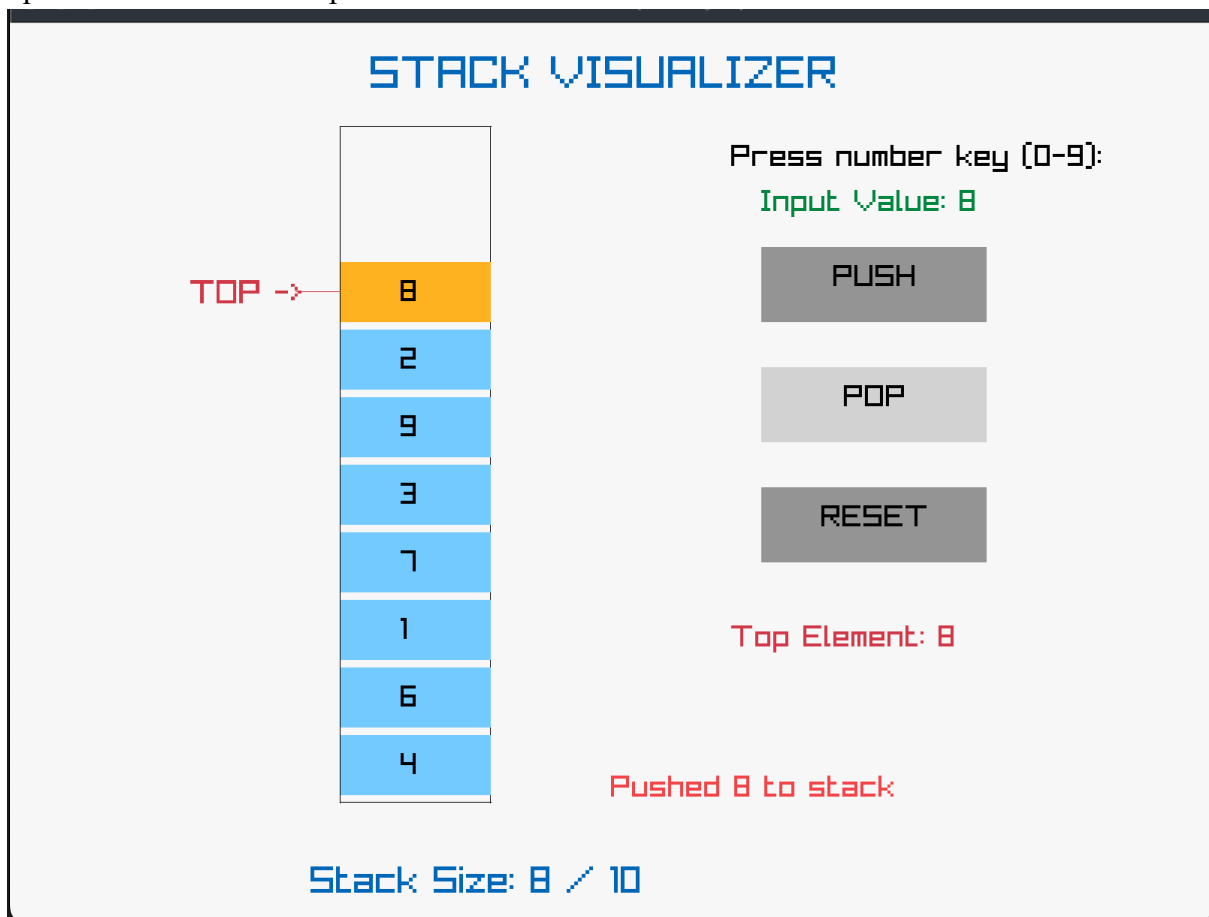 STACK VISUALIZER
Press number key (0-9):
Input Value: 8
PUSH
TOP ->
8
2
POP
9
3
RESET
7
1
Top Element: 8
6
4
Pushed 8 to stack
Stack Size: 8 / 10